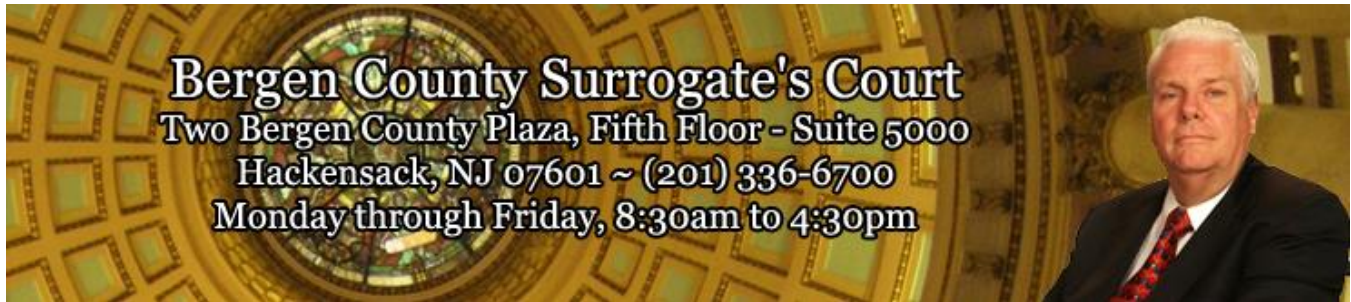 Bergen County Surrogate's Court
Two Bergen County Plaza, Fifth Floor - Suite 5000
Hackensack, NJ 07601 ~ (201) 336-6700
Monday through Friday, 8:30am to 4:30pm